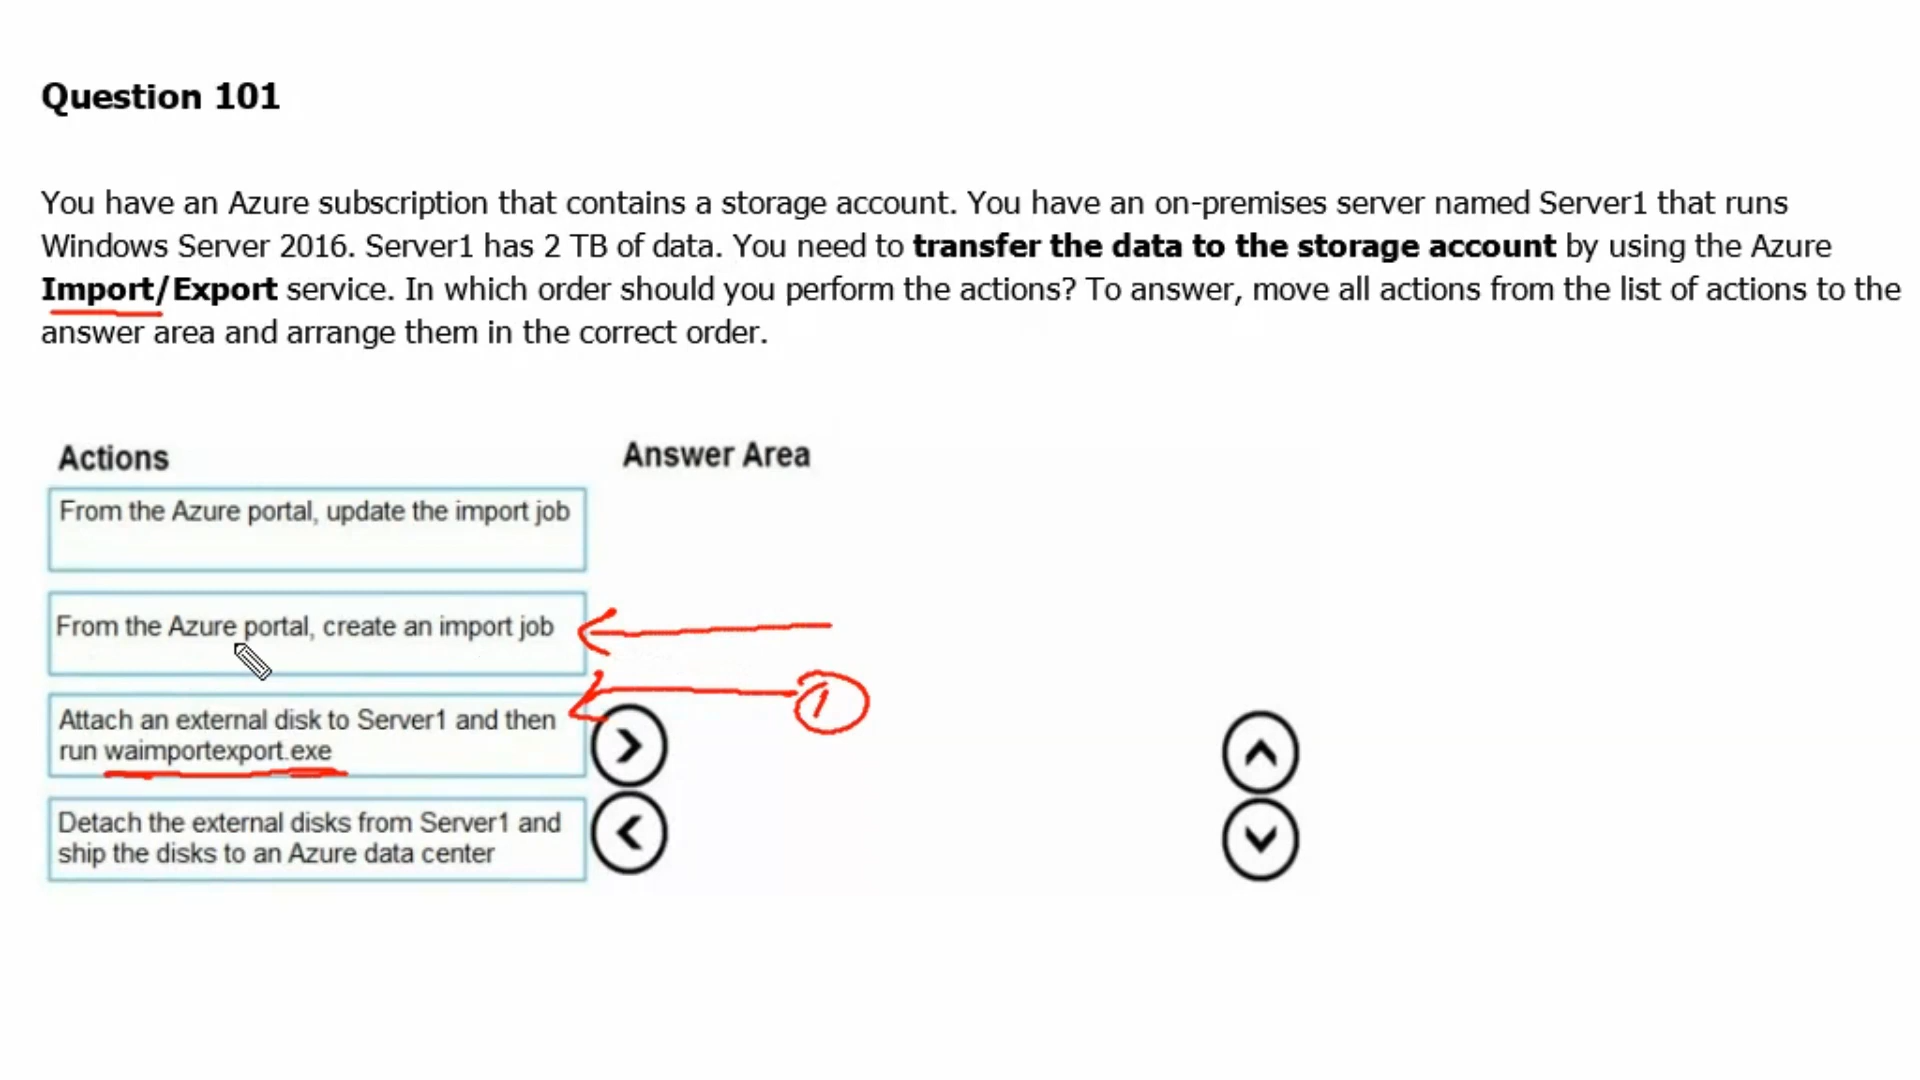 Question 101
You have an Azure subscription that contains a storage account. You have an on-premises server named Server1 that runs
Windows Server 2016. Server1 has 2 TB of data. You need to transfer the data to the storage account by using the Azure
Import/Export service. In which order should you perform the actions? To answer, move all actions from the list of actions to the
answer area and arrange them in the correct order.
Actions
Answer Area
From the Azure portal, update the import job
From the Azure portal, create an import job
Attach an external disk to Server1 and then
run waimportexport.exe
1
Detach the external disks from Server1 and
ship the disks to an Azure data center